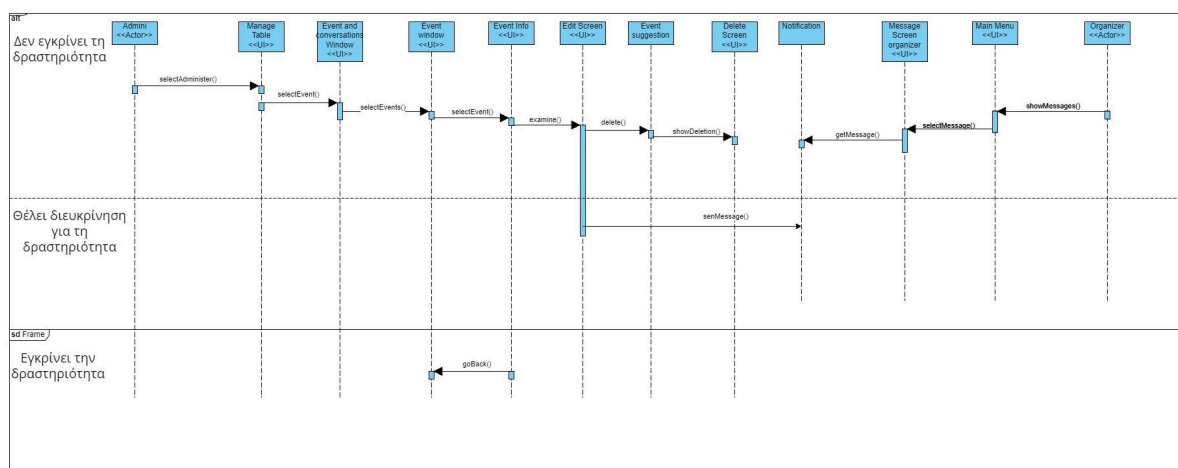 alt
Δεν εγκρίνει τη
δραστηριότητα
Admini
<<Actor>>
Manage
Table
<<UI>>
Event and
conversations
Window
<<UI>>
Event
window
<<UI>>
Event Info
<<UI>>
Edit Screen
<<UI>>
Event
suggestion
Delete
Screen
<<UI>>
Notification
Message
Screen
organizer
<<UI>>
Main Menu
<<UI>>
Organizer
<<Actor>>
selectAdminister()
selectEvent()
selectEvents()
selectEvent()
examine()
delete()
showDeletion()
getMessage()
selectMessage()
showMessages()
Θέλει διευκρίνηση
για τη
δραστηριότητα
senMessage()
sd Frame
Εγκρίνει την
δραστηριότητα
goBack()